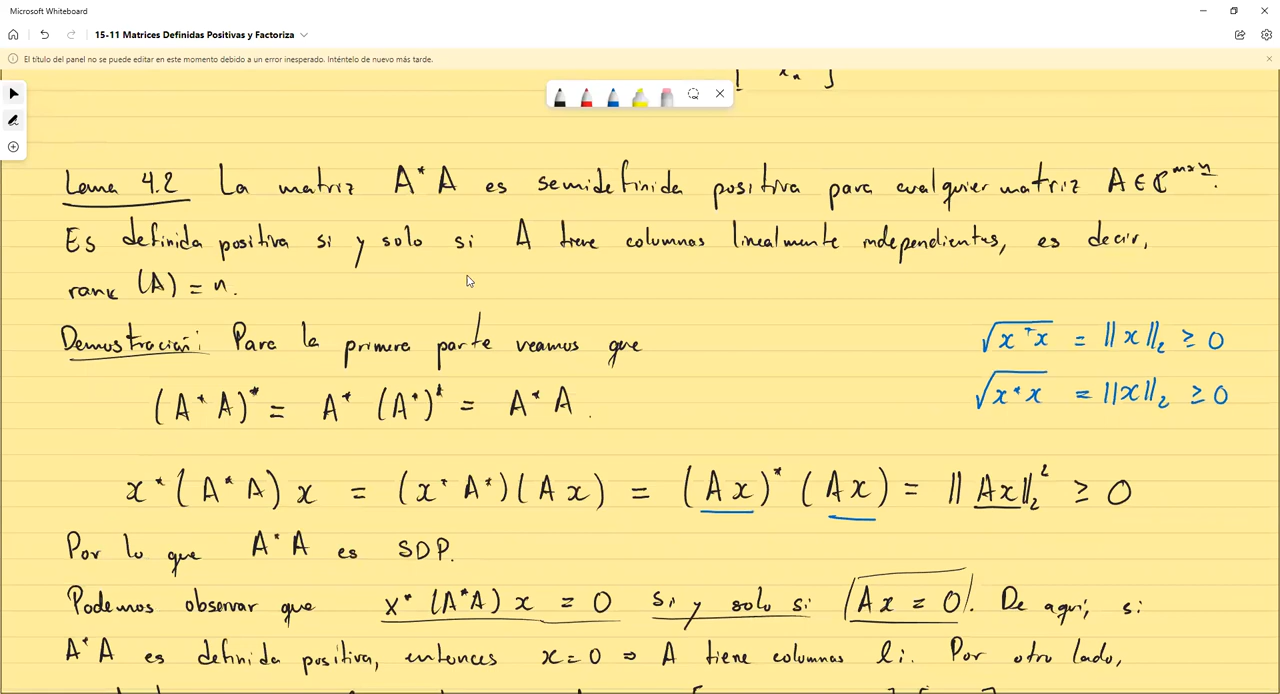 Microsoft Whiteboard
15-11 Matrices Definidas Positivas y Factoriza
El título del panel no se puede editar en este momento debido a un error inesperado. Inténtelo de nuevo más tarde.
Lema 4.2 La matriz A*A es semidefinida positiva para cualquier matriz A ∈ ℂ^{m×n}.
Es definida positiva si y solo si A tiene columnas linealmente independientes, es decir,
rank (A) = n.
Demostración: Para la primera parte veamos que
√(x^T x) = ||x||₂ ≥ 0
(A*A)* = A* (A*)* = A*A.
√(x*x) = ||x||₂ ≥ 0
x*(A*A)x = (x*A*)(Ax) = (Ax)*(Ax) = ||Ax||₂² ≥ 0
Por lo que A*A es SDP.
Podemos observar que x*(A*A)x = 0 si y solo si Ax = 0. De aquí, si
A*A es definida positiva, entonces x=0 ⇒ A tiene columnas li. Por otro lado,